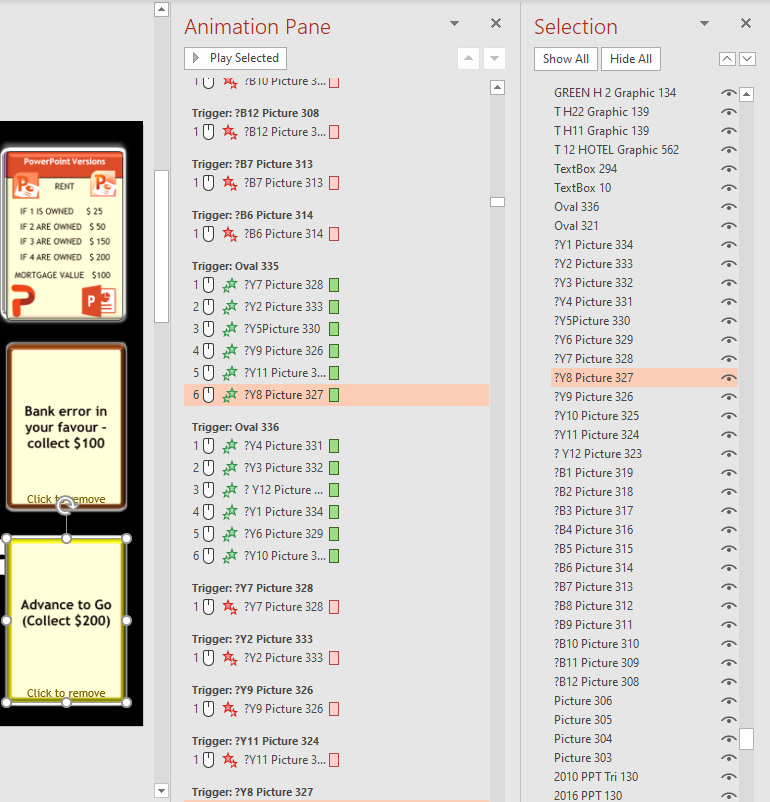 PowerPoint Versions
RENT
IF 1 IS OWNED $ 25
IF 2 ARE OWNED $ 50
IF 3 ARE OWNED $ 150
IF 4 ARE OWNED $ 200
MORTGAGE VALUE $100
Bank error in
your favour –
collect $100
Click to remove
Advance to Go
(Collect $200)
Click to remove
Animation Pane
Play Selected
1 ?B10 Picture 3...
Trigger: ?B12 Picture 308
1 ?B12 Picture 3...
Trigger: ?B7 Picture 313
1 ?B7 Picture 313
Trigger: ?B6 Picture 314
1 ?B6 Picture 314
Trigger: Oval 335
1 ?Y7 Picture 328
2 ?Y2 Picture 333
3 ?Y5Picture 330
4 ?Y9 Picture 326
5 ?Y11 Picture 3...
6 ?Y8 Picture 327
Trigger: Oval 336
1 ?Y4 Picture 331
2 ?Y3 Picture 332
3 ? Y12 Picture ...
4 ?Y1 Picture 334
5 ?Y6 Picture 329
6 ?Y10 Picture 3...
Trigger: ?Y7 Picture 328
1 ?Y7 Picture 328
Trigger: ?Y2 Picture 333
1 ?Y2 Picture 333
Trigger: ?Y9 Picture 326
1 ?Y9 Picture 326
Trigger: ?Y11 Picture 324
1 ?Y11 Picture 3...
Trigger: ?Y8 Picture 327
Selection
Show All Hide All
GREEN H 2 Graphic 134
T H22 Graphic 139
T H11 Graphic 139
T 12 HOTEL Graphic 562
TextBox 294
TextBox 10
Oval 336
Oval 321
?Y1 Picture 334
?Y2 Picture 333
?Y3 Picture 332
?Y4 Picture 331
?Y5Picture 330
?Y6 Picture 329
?Y7 Picture 328
?Y8 Picture 327
?Y9 Picture 326
?Y10 Picture 325
?Y11 Picture 324
? Y12 Picture 323
?B1 Picture 319
?B2 Picture 318
?B3 Picture 317
?B4 Picture 316
?B5 Picture 315
?B6 Picture 314
?B7 Picture 313
?B8 Picture 312
?B9 Picture 311
?B10 Picture 310
?B11 Picture 309
?B12 Picture 308
Picture 306
Picture 305
Picture 304
Picture 303
2010 PPT Tri 130
2016 PPT 130